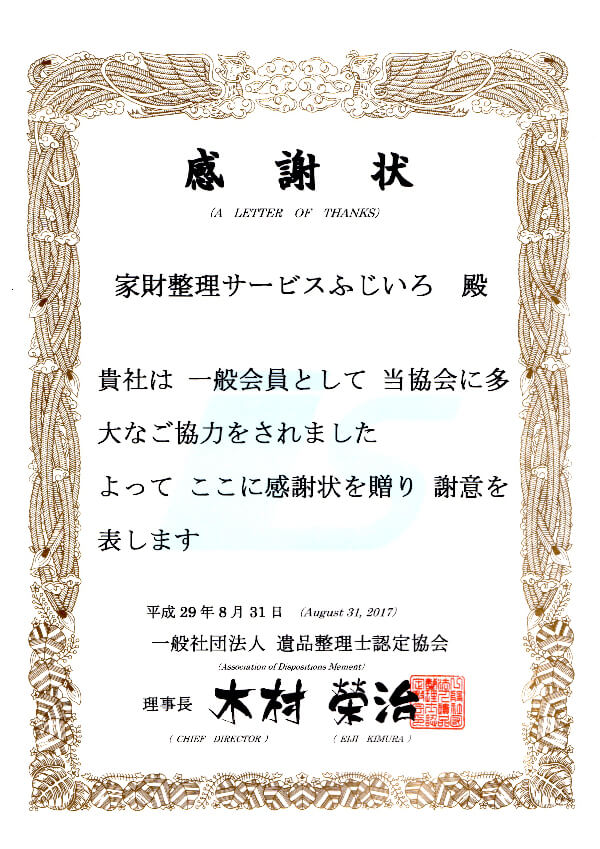 感謝状
(A LETTER OF THANKS)
家財整理サービスふじいろ 殿
貴社は 一般会員として 当協会に多
大なご協力をされました
よって ここに感謝状を贈り 謝意を
表します
平成29年8月31日 (August 31, 2017)
一般社団法人 遺品整理士認定協会
(Association of Dispositions Mement)
理事長 木村 榮治
( CHIEF DIRECTOR ) ( EIJI KIMURA )